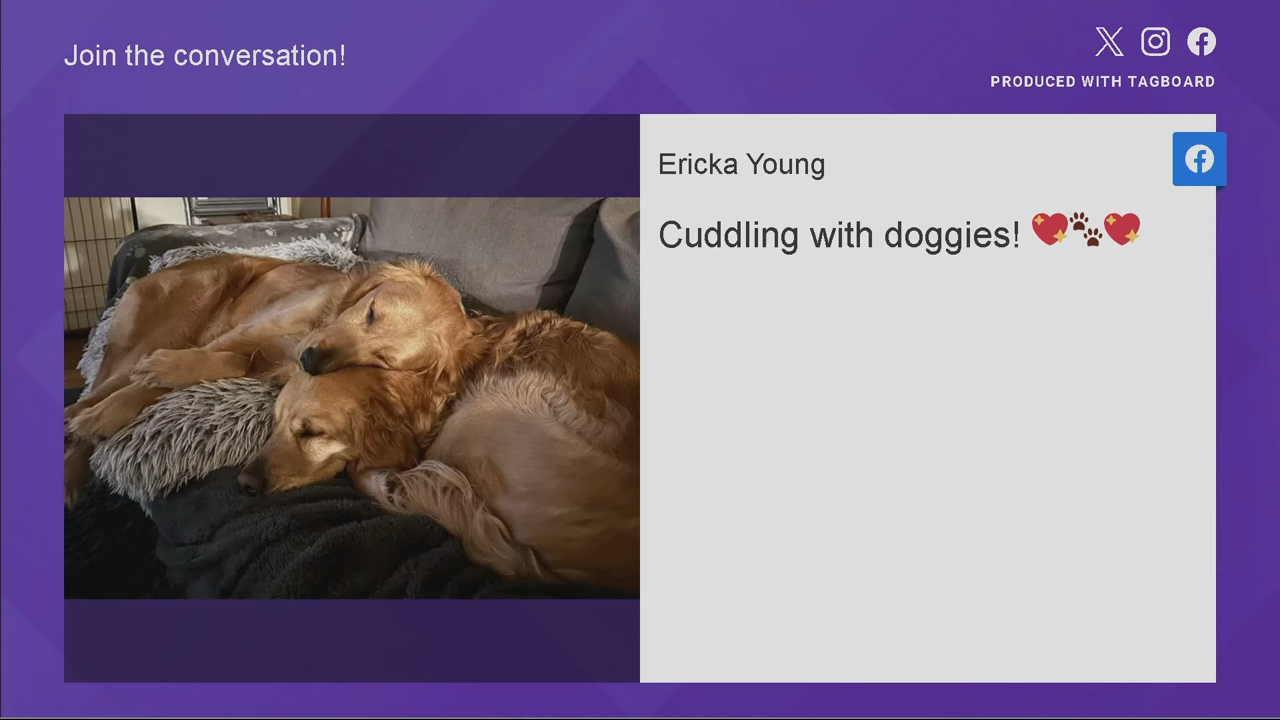 Join the conversation!
PRODUCED WITH TAGBOARD
Ericka Young
Cuddling with doggies! 💖🐾💖